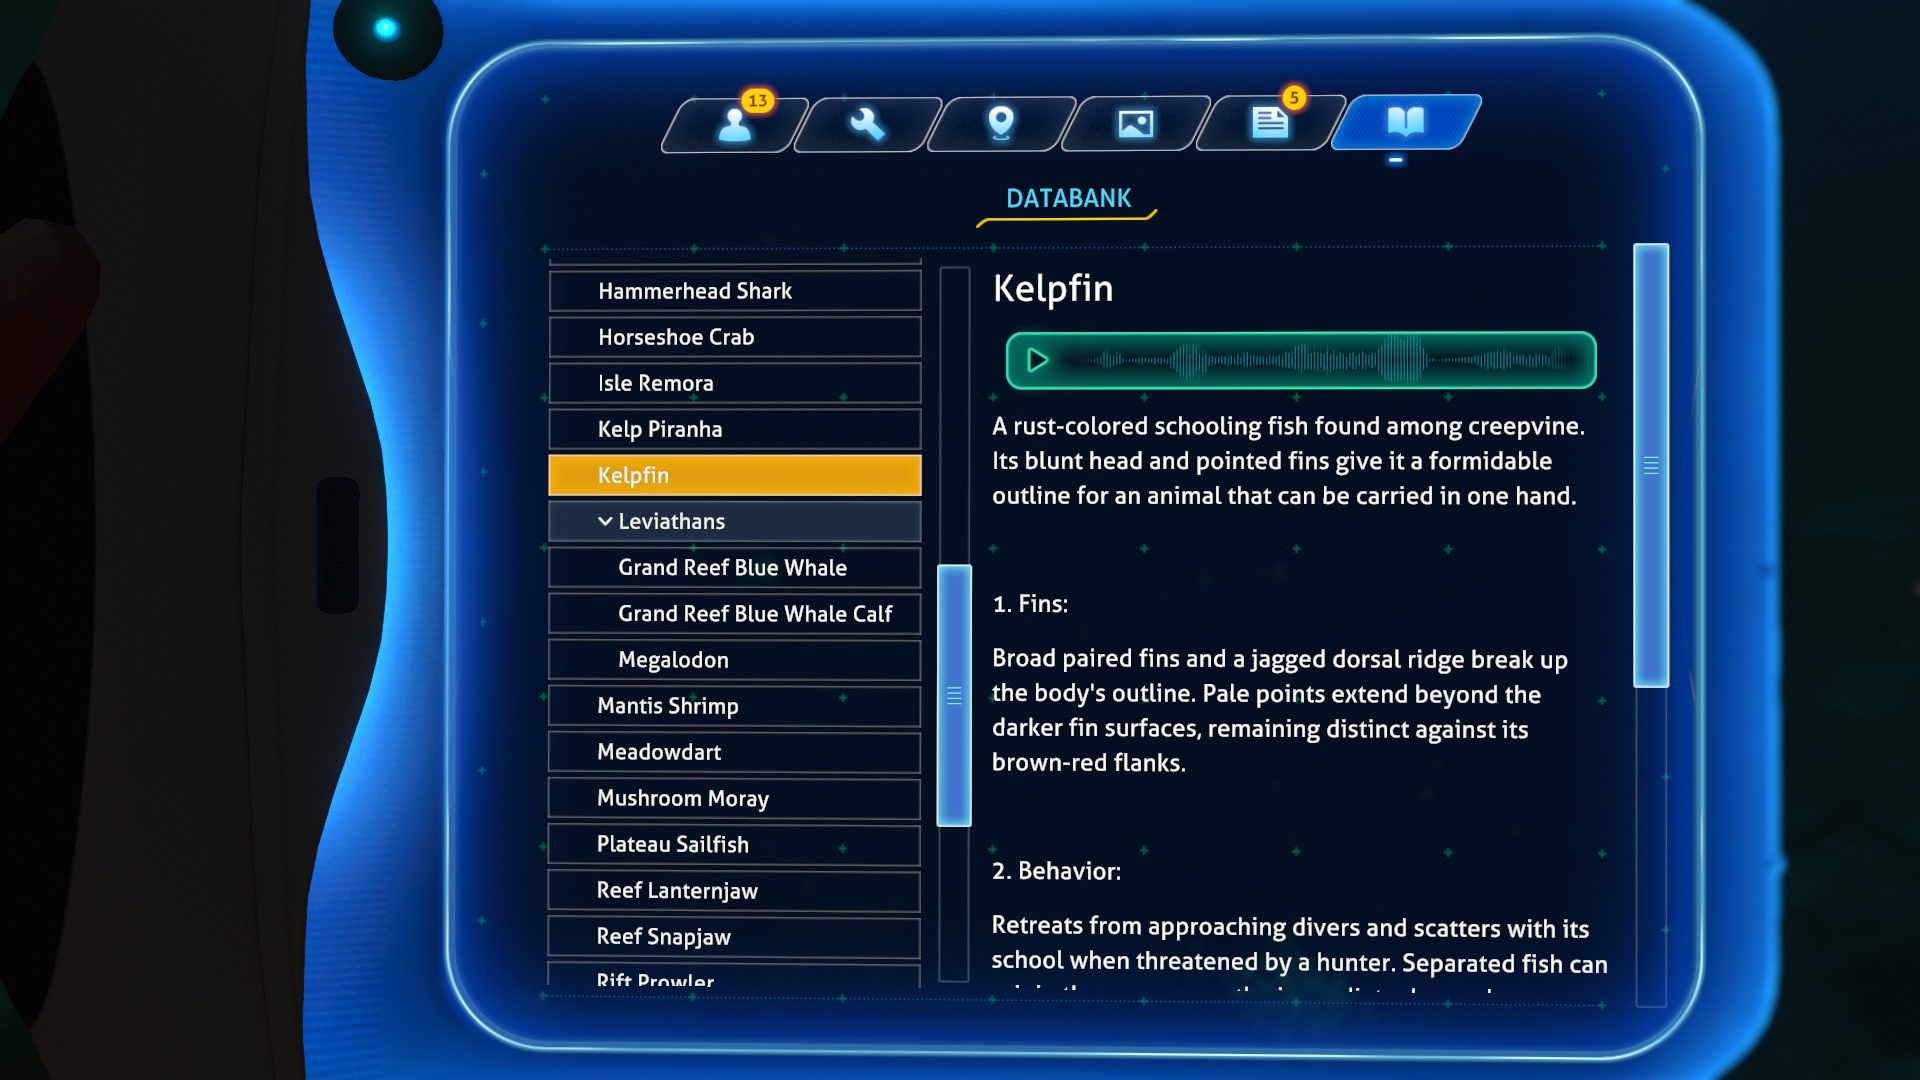 13
5
DATABANK
Hammerhead Shark
Horseshoe Crab
Isle Remora
Kelp Piranha
Kelpfin
Leviathans
Grand Reef Blue Whale
Grand Reef Blue Whale Calf
Megalodon
Mantis Shrimp
Meadowdart
Mushroom Moray
Plateau Sailfish
Reef Lanternjaw
Reef Snapjaw
Rift Prowler
Kelpfin
A rust-colored schooling fish found among creepvine.
Its blunt head and pointed fins give it a formidable
outline for an animal that can be carried in one hand.
1. Fins:
Broad paired fins and a jagged dorsal ridge break up
the body's outline. Pale points extend beyond the
darker fin surfaces, remaining distinct against its
brown-red flanks.
2. Behavior:
Retreats from approaching divers and scatters with its
school when threatened by a hunter. Separated fish can